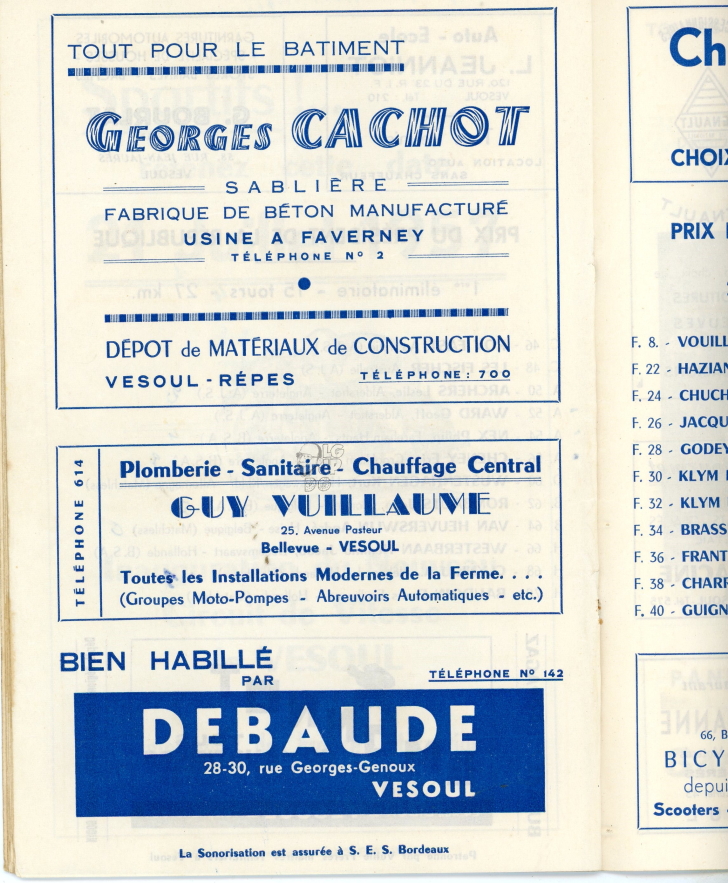 TOUT POUR LE BATIMENT
GEORGES CACHOT
SABLIÈRE
FABRIQUE DE BÉTON MANUFACTURÉ
USINE A FAVERNEY
TÉLÉPHONE Nº 2
DÉPOT de MATÉRIAUX de CONSTRUCTION
VESOUL - RÉPES
TÉLÉPHONE : 700
TÉLÉPHONE 614
Plomberie - Sanitaire - Chauffage Central
GUY VUILLAUME
25, Avenue Pasteur
Bellevue - VESOUL
Toutes les Installations Modernes de la Ferme. . . .
(Groupes Moto-Pompes - Abreuvoirs Automatiques - etc.)
BIEN HABILLÉ
PAR
TÉLÉPHONE Nº 142
DEBAUDE
28-30, rue Georges-Genoux
VESOUL
La Sonorisation est assurée à S. E. S. Bordeaux
Ch
CHOIX
PRIX
F. 8. - VOUILL
F. 22 - HAZIAN
F. 24 - CHUCH
F. 26 - JACQU
F. 28 - GODEY
F. 30 - KLYM
F. 32 - KLYM
F. 34 - BRASS
F. 36 - FRANT
F. 38 - CHARR
F. 40 - GUIGN
66, B
BICY
depui
Scooters -